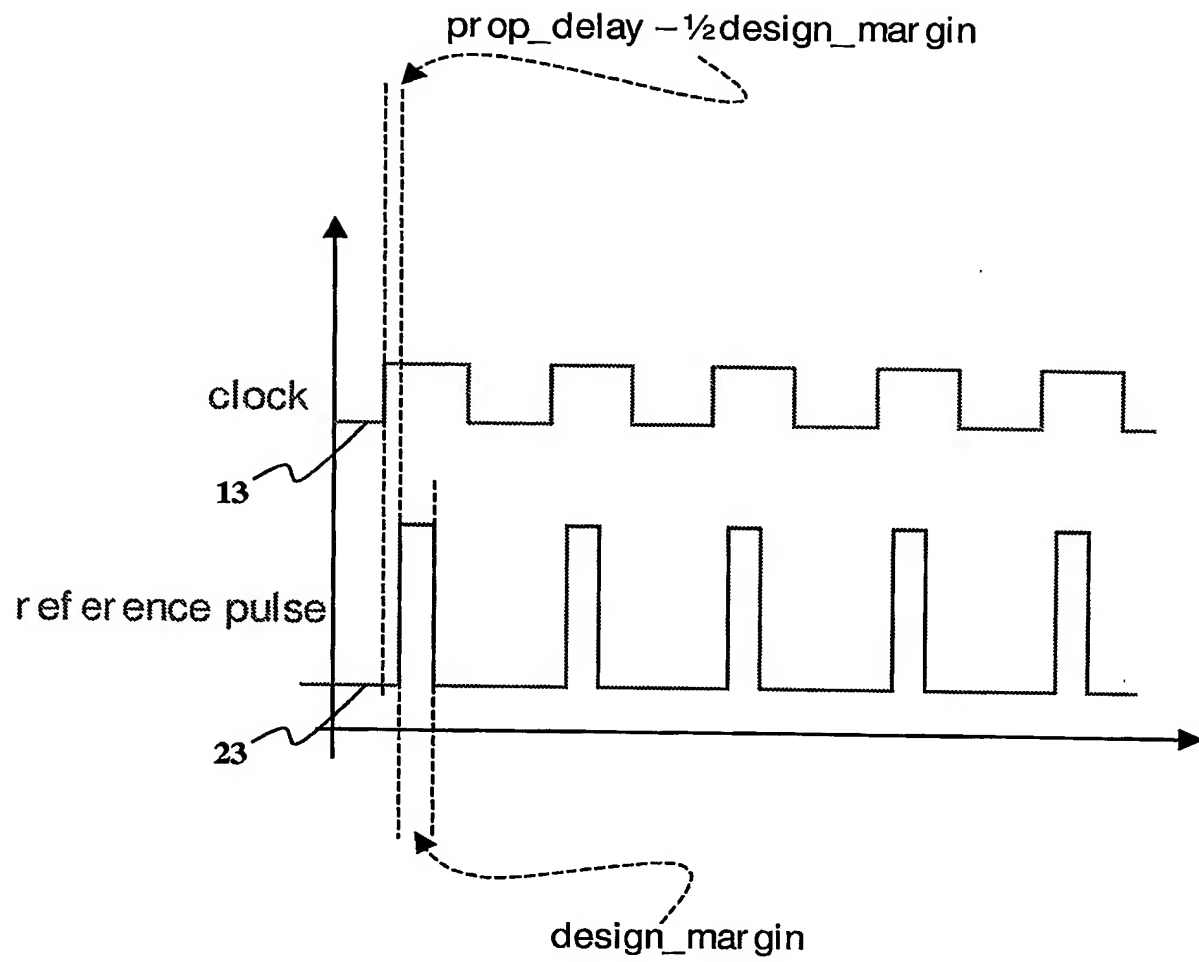 prop_delay – ½design_margin
clock
13
reference pulse
23
design_margin